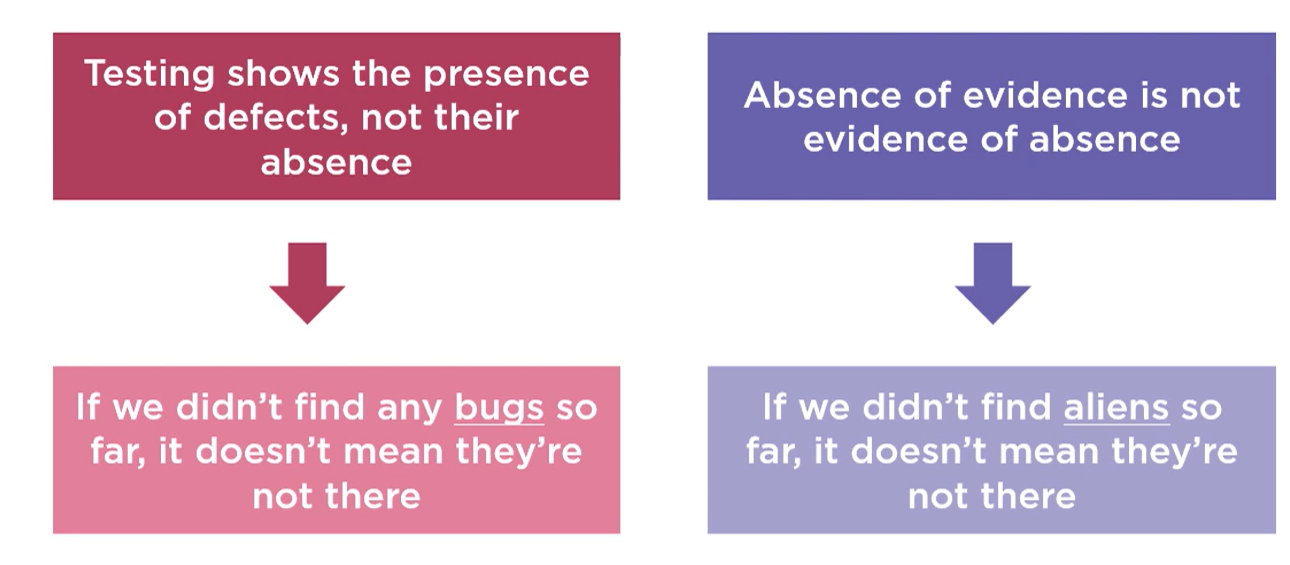 Testing shows the presence
of defects, not their
absence
Absence of evidence is not
evidence of absence
If we didn't find any bugs so
far, it doesn't mean they're
not there
If we didn't find aliens so
far, it doesn't mean they're
not there